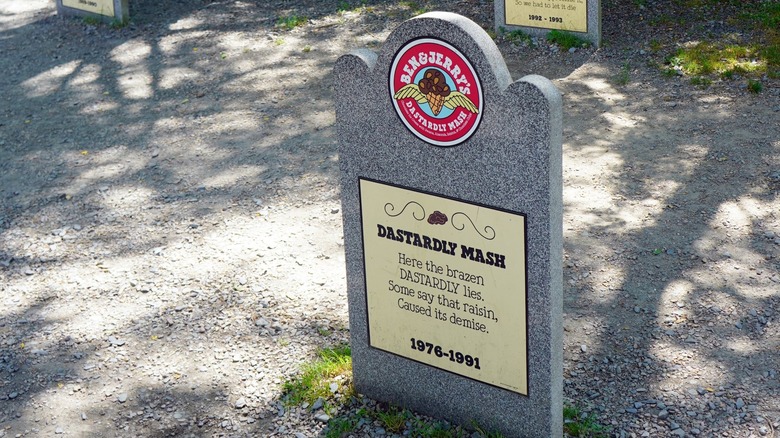 So we had to let it die
1992 - 1993
BEN & JERRY'S
DASTARDLY MASH
DASTARDLY MASH
Here the brazen
DASTARDLY lies.
Some say that raisin,
Caused its demise.
1976-1991